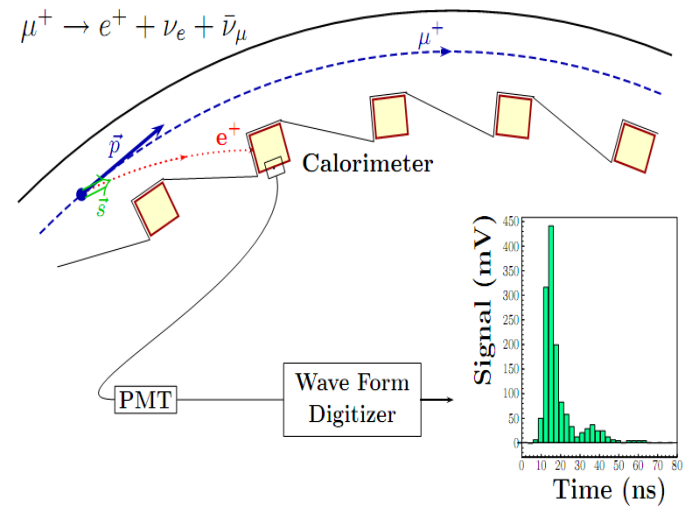 μ⁺ → e⁺ + νₑ + ν̄_μ
μ⁺
p⃗
e⁺
s⃗
Calorimeter
PMT
Wave Form
Digitizer
Signal (mV)
450
400
350
300
250
200
150
100
50
0
0 10 20 30 40 50 60 70 80
Time (ns)